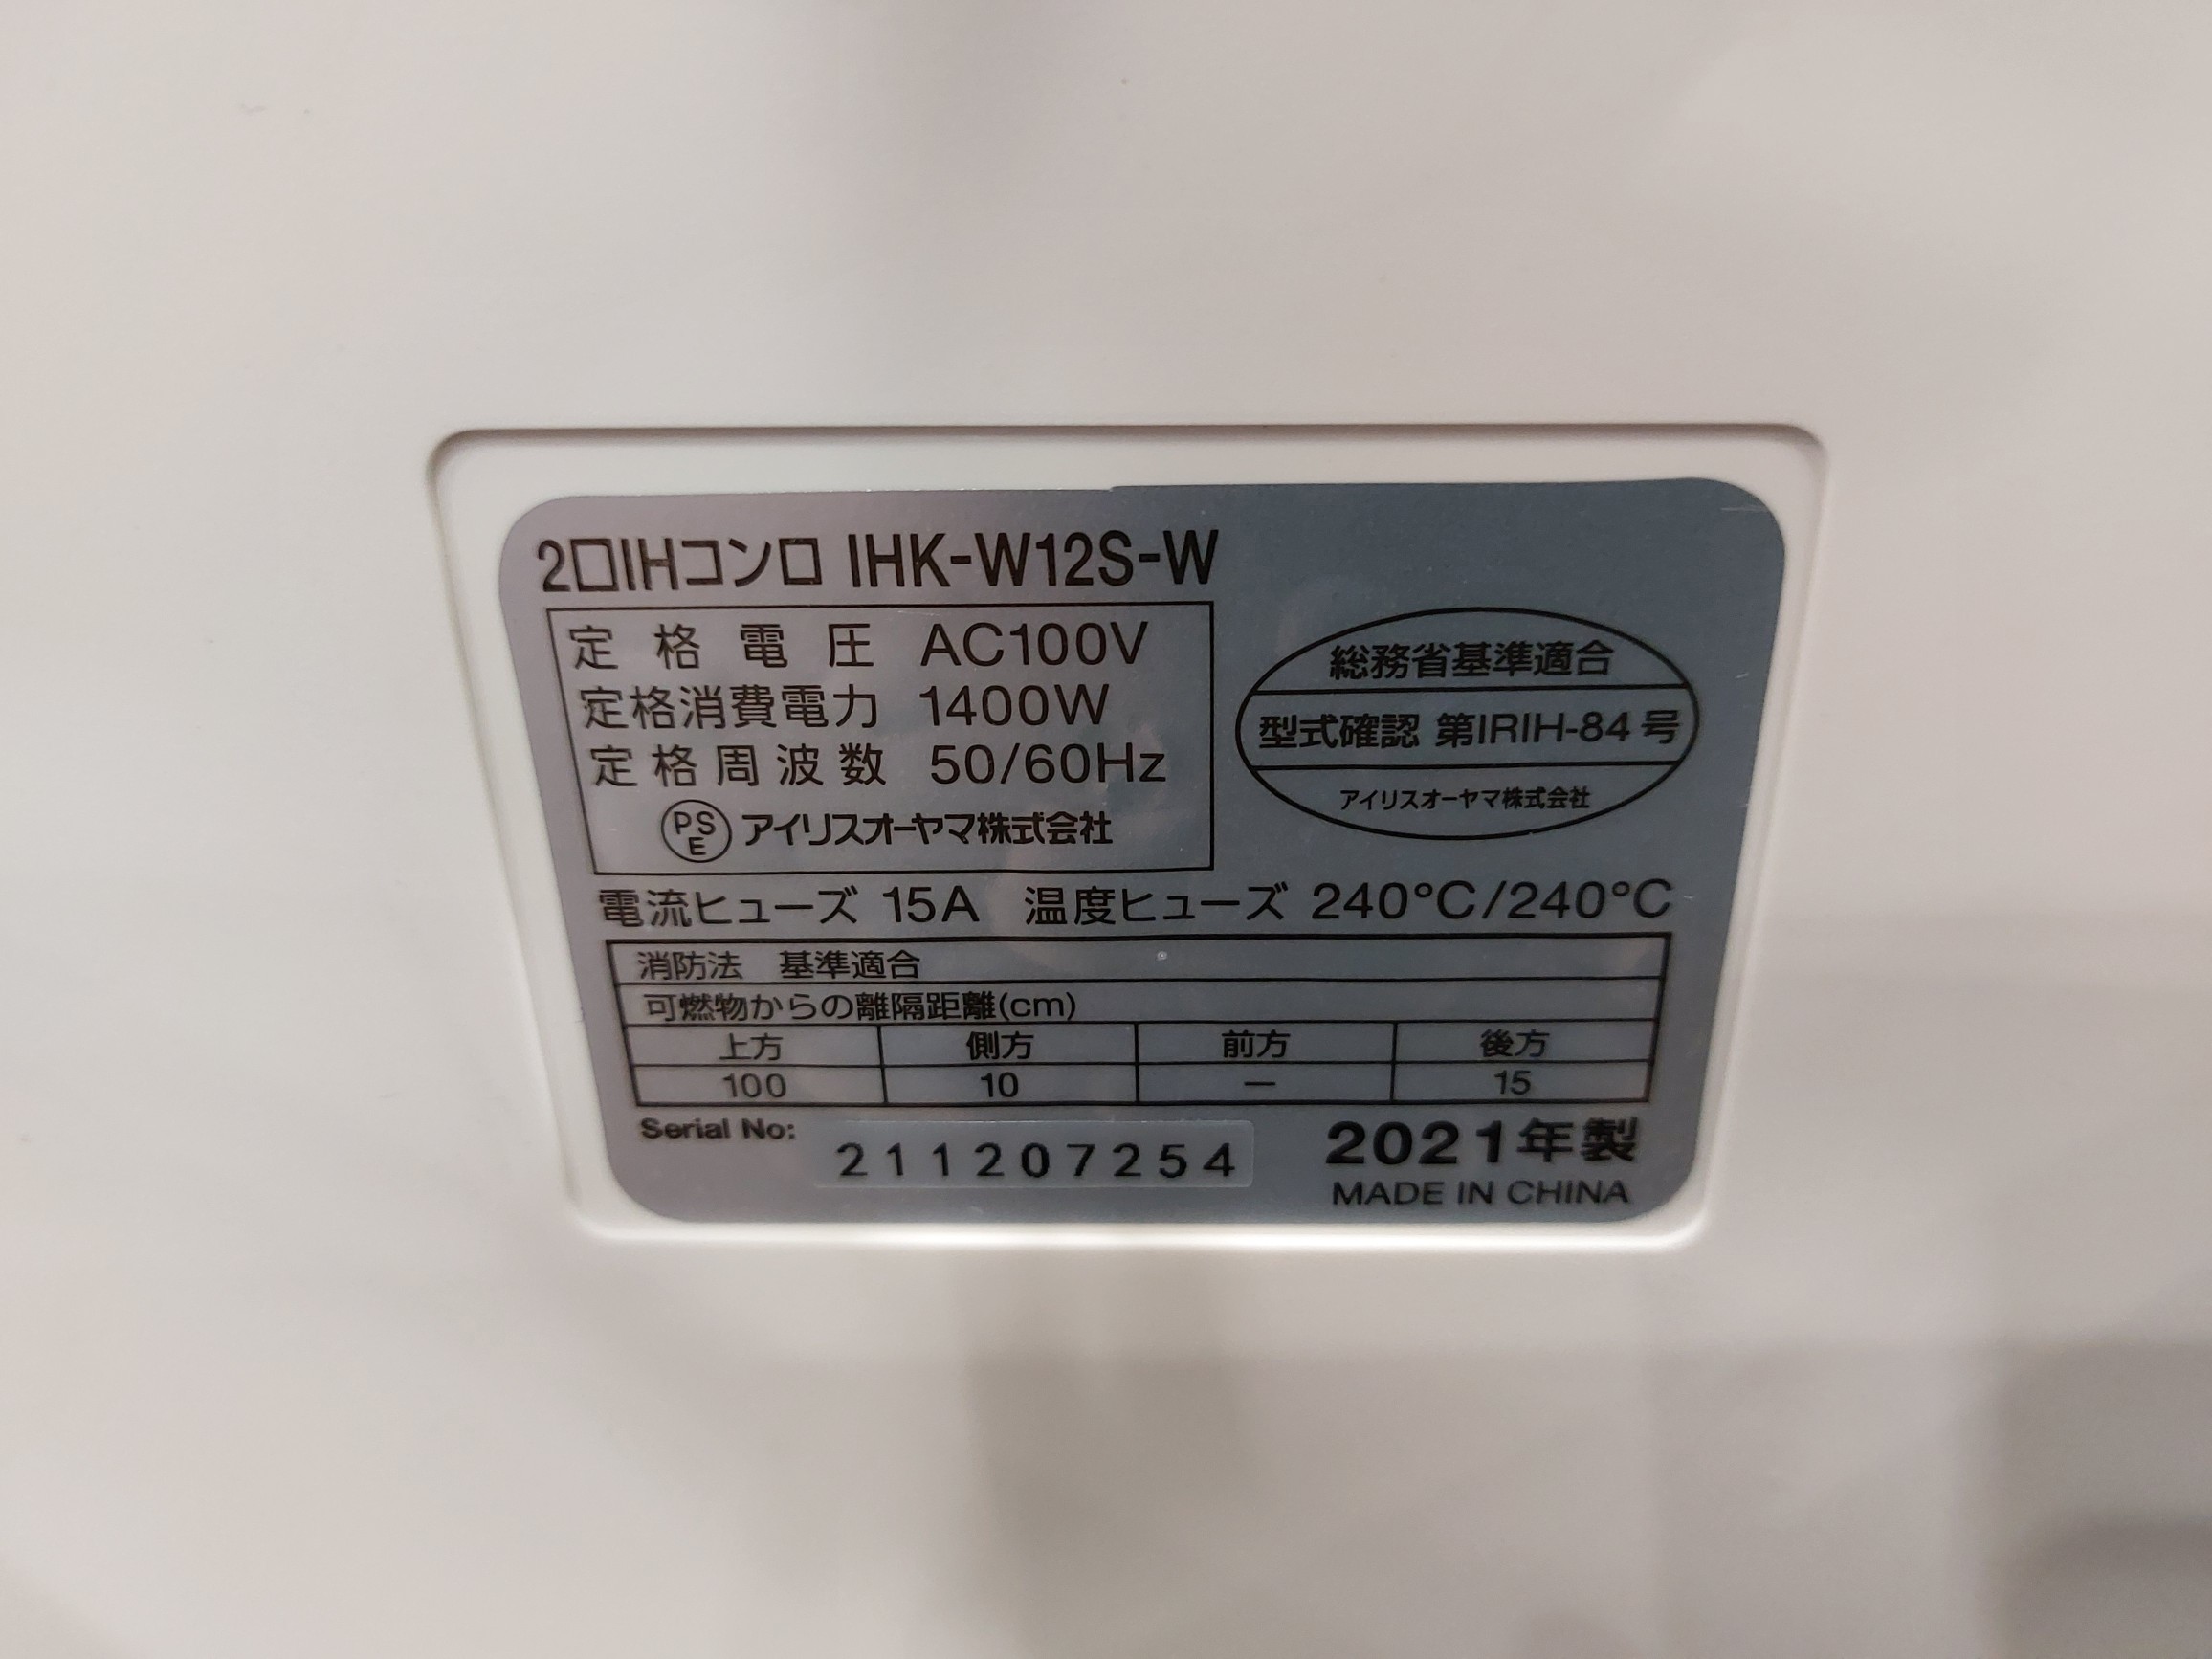 2口IHコンロ IHK-W12S-W
定格電圧 AC100V
定格消費電力 1400W
定格周波数 50/60Hz
PSE アイリスオーヤマ株式会社
総務省基準適合
型式確認 第IRIH-84号
アイリスオーヤマ株式会社
電流ヒューズ 15A 温度ヒューズ 240°C/240°C
消防法 基準適合
可燃物からの離隔距離(cm)
上方 側方 前方 後方
100 10 ー 15
Serial No: 211207254
2021年製
MADE IN CHINA